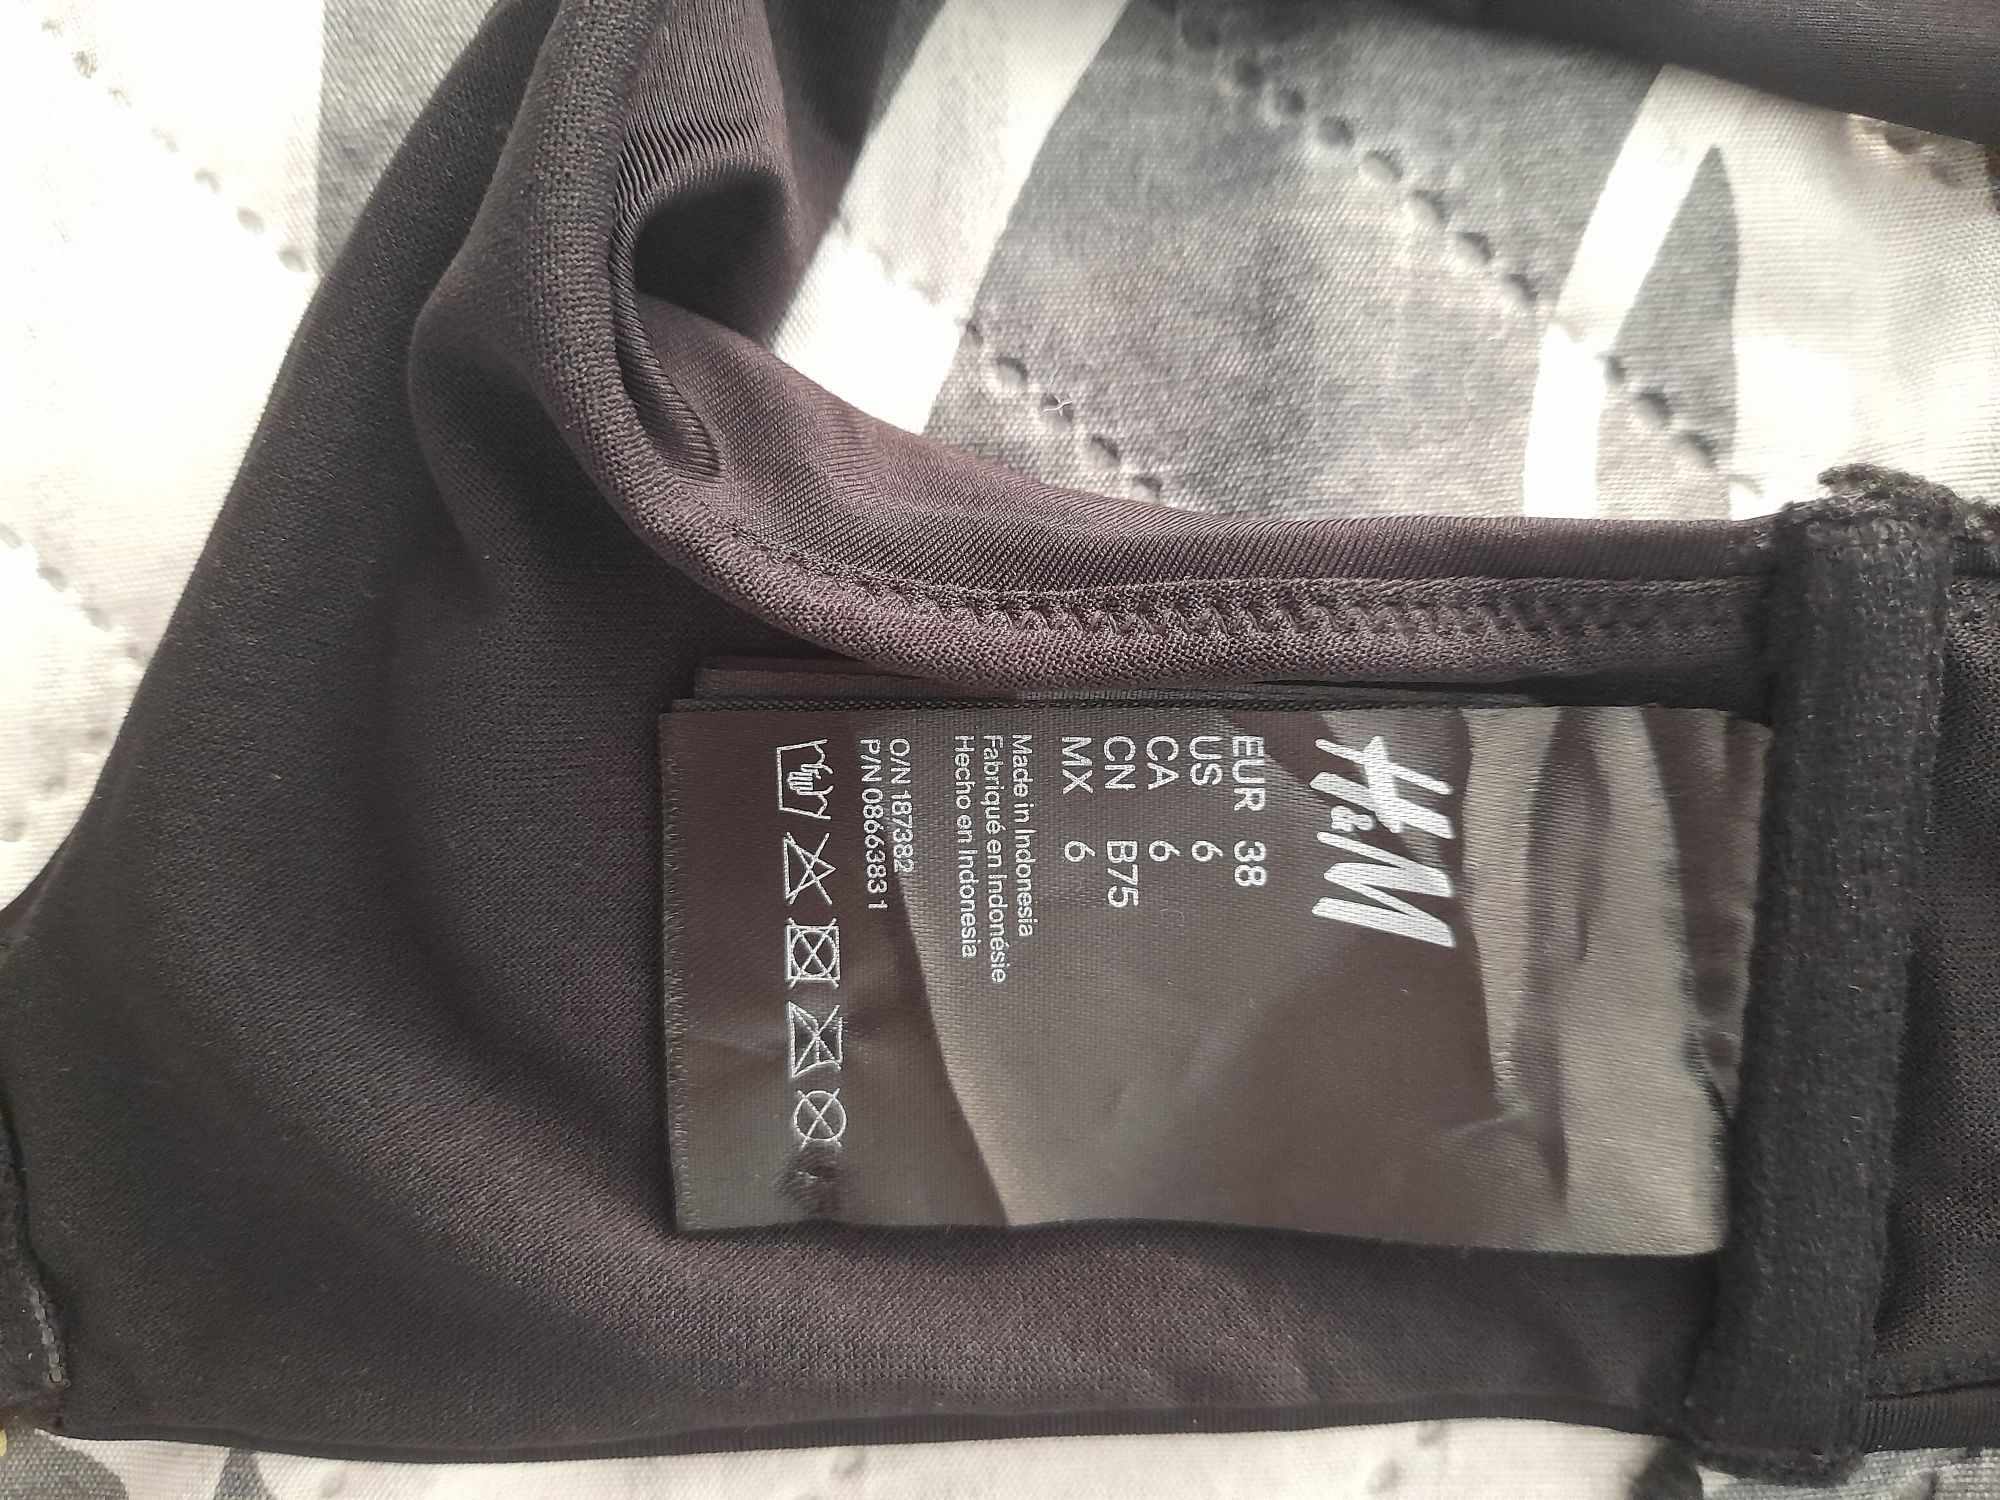 H&M
EUR 38
US 6
CA 6
CN B75
MX 6
Made in Indonesia
Fabriqué en Indonésie
Hecho en Indonesia
O/N 187382
P/N 0866383 1